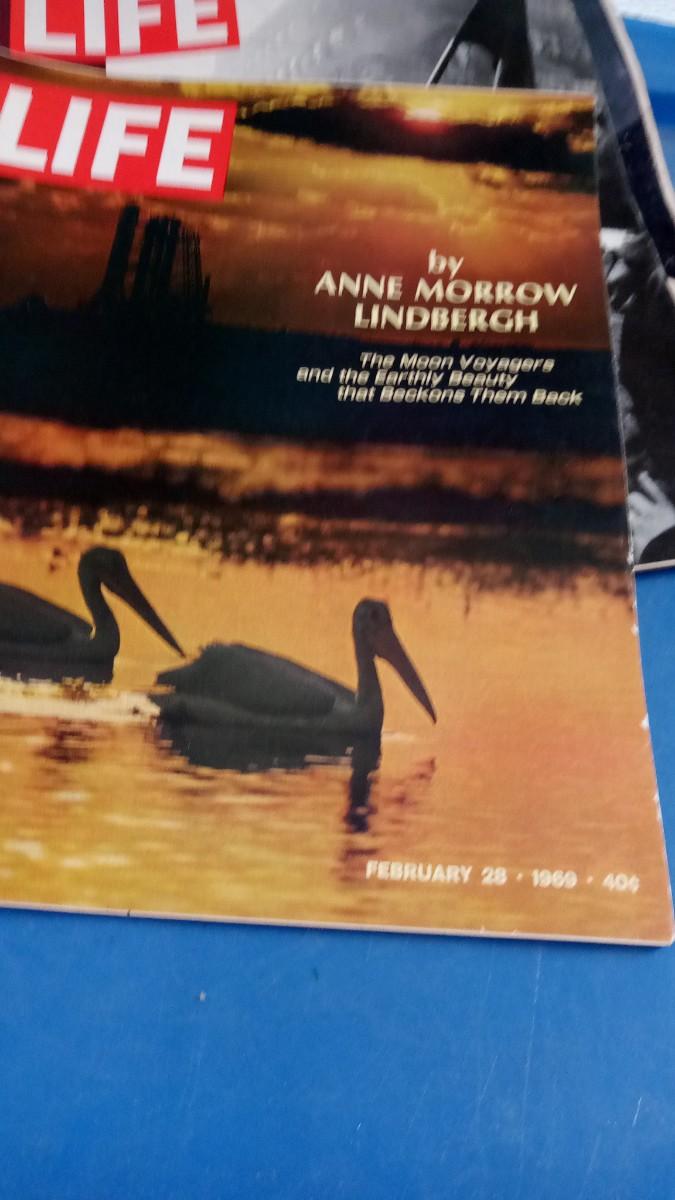 LIFE
LIFE
by
ANNE MORROW
LINDBERGH
The Moon Voyagers
and the Earthly Beauty
that Beckons Them Back
FEBRUARY 28 · 1969 · 40¢